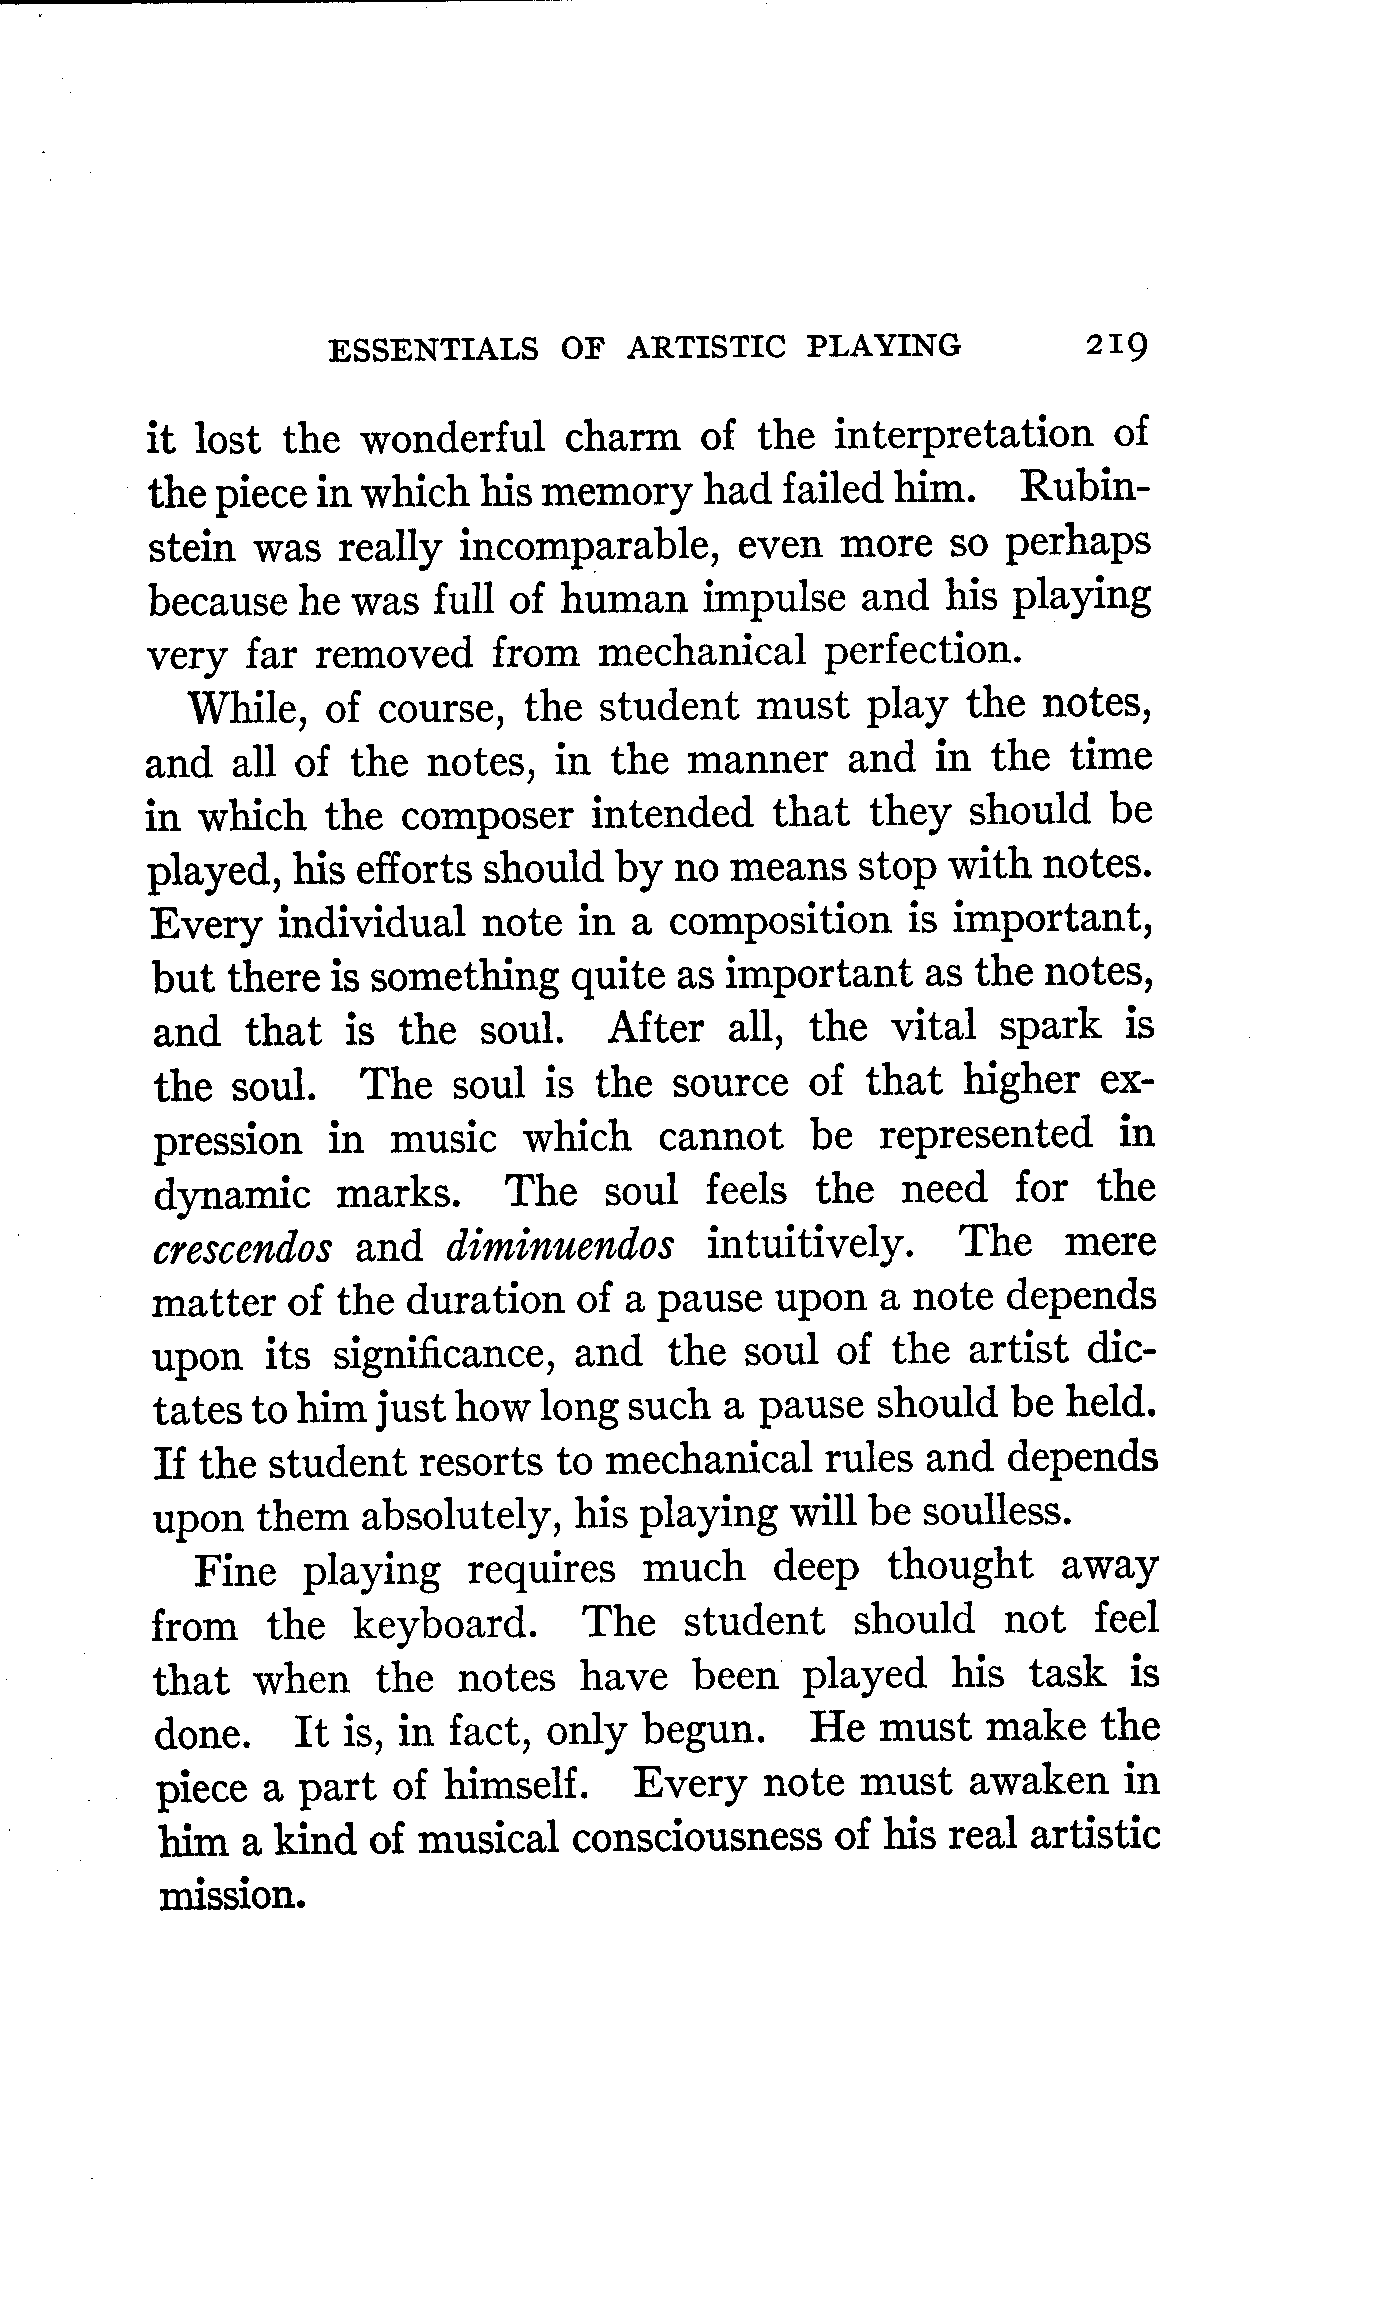 ESSENTIALS OF ARTISTIC PLAYING 219
it lost the wonderful charm of the interpretation of
the piece in which his memory had failed him. Rubin-
stein was really incomparable, even more so perhaps
because he was full of human impulse and his playing
very far removed from mechanical perfection.
While, of course, the student must play the notes,
and all of the notes, in the manner and in the time
in which the composer intended that they should be
played, his efforts should by no means stop with notes.
Every individual note in a composition is important,
but there is something quite as important as the notes,
and that is the soul. After all, the vital spark is
the soul. The soul is the source of that higher ex-
pression in music which cannot be represented in
dynamic marks. The soul feels the need for the
crescendos and diminuendos intuitively. The mere
matter of the duration of a pause upon a note depends
upon its significance, and the soul of the artist dic-
tates to him just how long such a pause should be held.
If the student resorts to mechanical rules and depends
upon them absolutely, his playing will be soulless.
Fine playing requires much deep thought away
from the keyboard. The student should not feel
that when the notes have been played his task is
done. It is, in fact, only begun. He must make the
piece a part of himself. Every note must awaken in
him a kind of musical consciousness of his real artistic
mission.